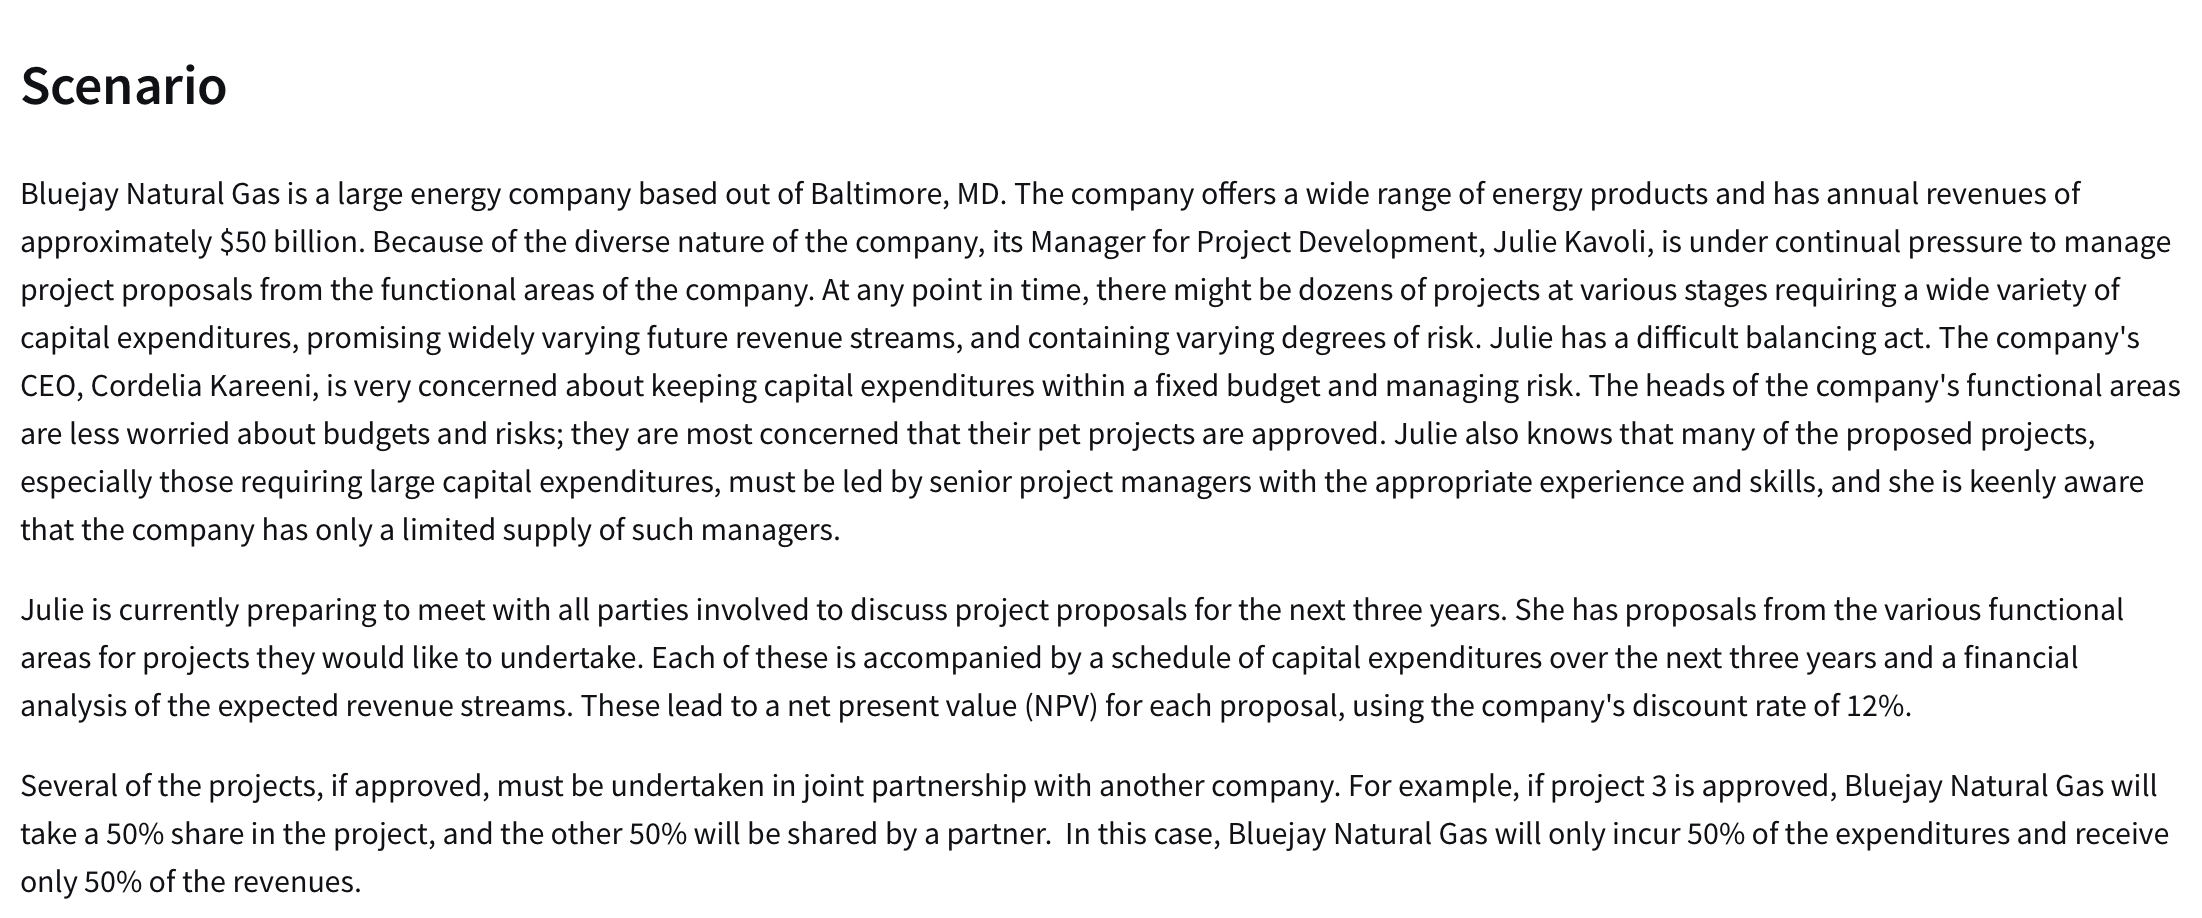 Scenario
Bluejay Natural Gas is a large energy company based out of Baltimore, MD. The company offers a wide range of energy products and has annual revenues of
approximately $50 billion. Because of the diverse nature of the company, its Manager for Project Development, Julie Kavoli, is under continual pressure to manage
project proposals from the functional areas of the company. At any point in time, there might be dozens of projects at various stages requiring a wide variety of
capital expenditures, promising widely varying future revenue streams, and containing varying degrees of risk. Julie has a difficult balancing act. The company's
CEO, Cordelia Kareeni, is very concerned about keeping capital expenditures within a fixed budget and managing risk. The heads of the company's functional areas
are less worried about budgets and risks; they are most concerned that their pet projects are approved. Julie also knows that many of the proposed projects,
especially those requiring large capital expenditures, must be led by senior project managers with the appropriate experience and skills, and she is keenly aware
that the company has only a limited supply of such managers.
Julie is currently preparing to meet with all parties involved to discuss project proposals for the next three years. She has proposals from the various functional
areas for projects they would like to undertake. Each of these is accompanied by a schedule of capital expenditures over the next three years and a financial
analysis of the expected revenue streams. These lead to a net present value (NPV) for each proposal, using the company's discount rate of 12%.
Several of the projects, if approved, must be undertaken in joint partnership with another company. For example, if project 3 is approved, Bluejay Natural Gas will
take a 50% share in the project, and the other 50% will be shared by a partner.  In this case, Bluejay Natural Gas will only incur 50% of the expenditures and receive
only 50% of the revenues.